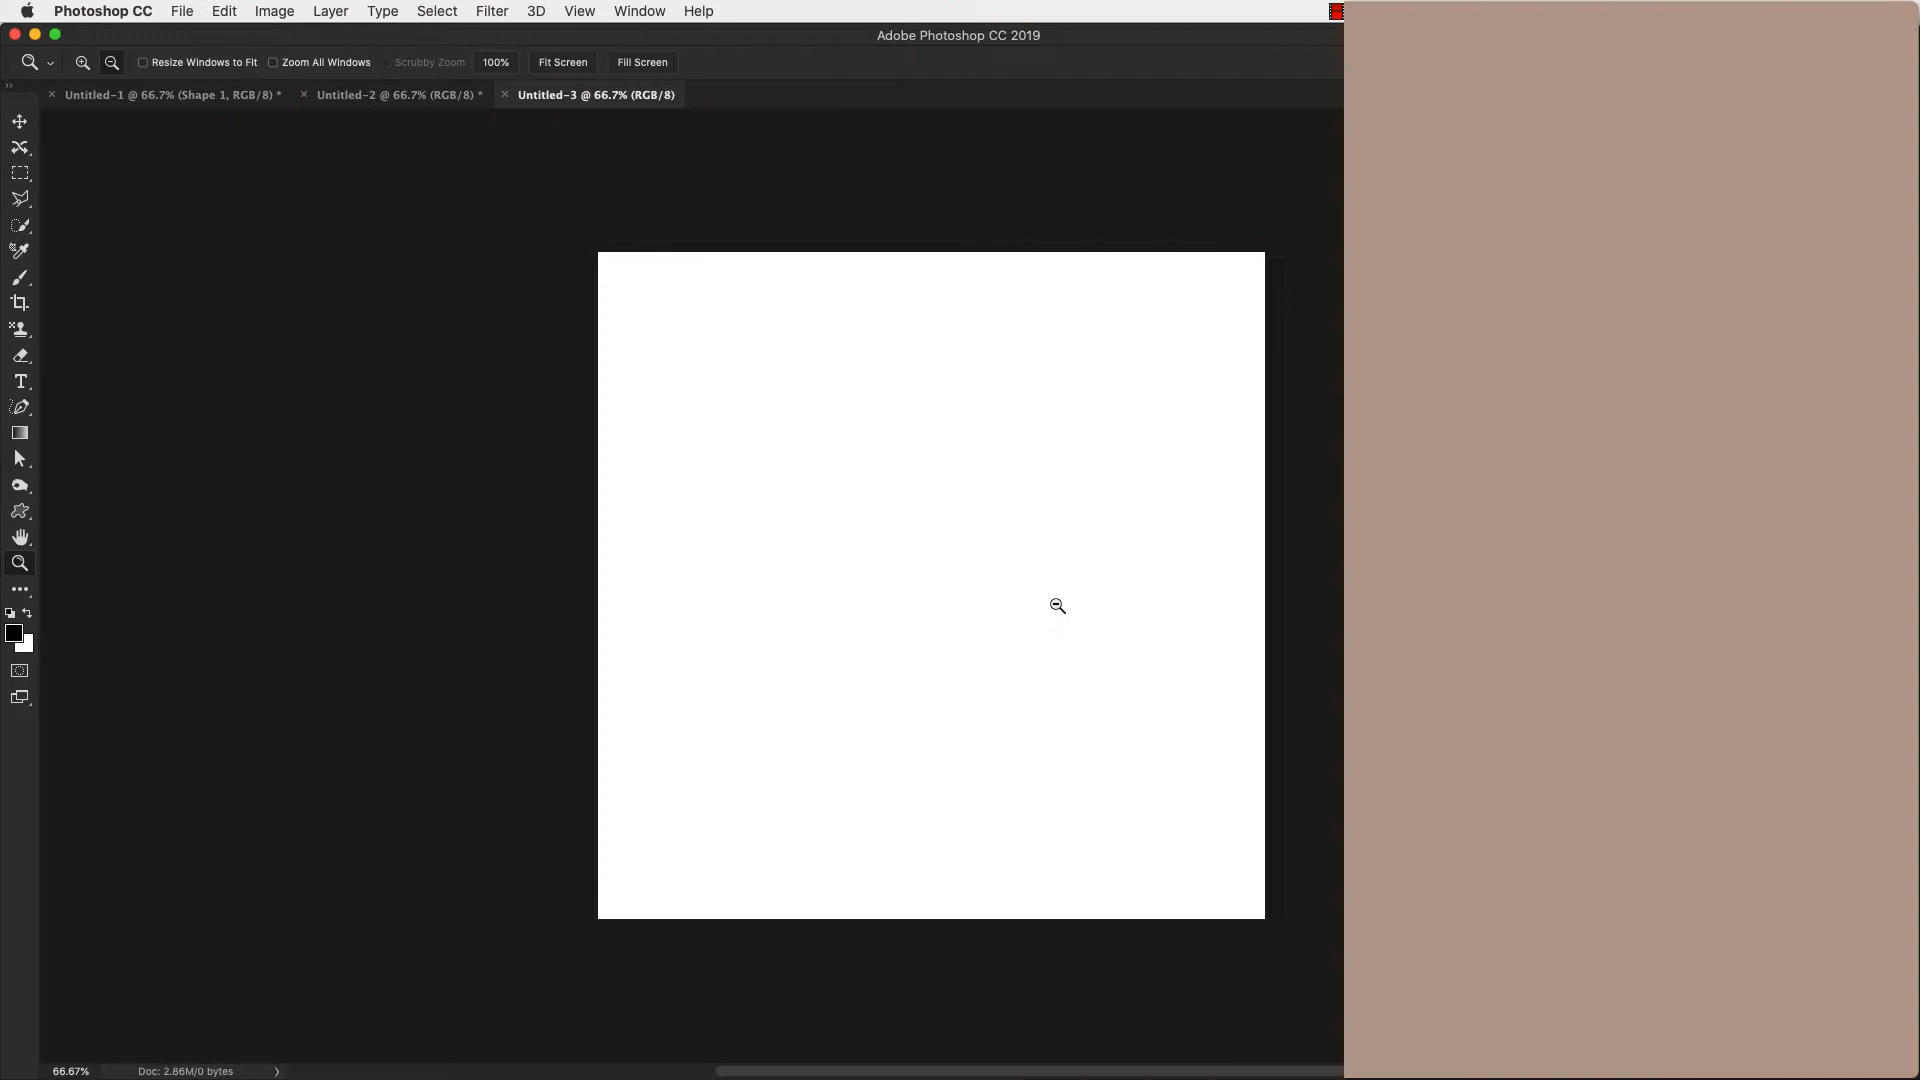 Photoshop CC File Edit Image Layer Type Select Filter 3D View Window Help
Adobe Photoshop CC 2019
Resize Windows to Fit Zoom All Windows Scrubby Zoom 100% Fit Screen Fill Screen
Untitled-1 @ 66.7% (Shape 1, RGB/8) * Untitled-2 @ 66.7% (RGB/8) * Untitled-3 @ 66.7% (RGB/8)
66.67% Doc: 2.86M/0 bytes